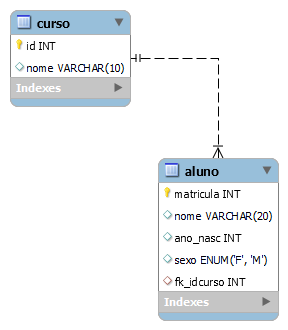 curso
id INT
nome VARCHAR(10)
Indexes
aluno
matricula INT
nome VARCHAR(20)
ano_nasc INT
sexo ENUM('F', 'M')
fk_idcurso INT
Indexes